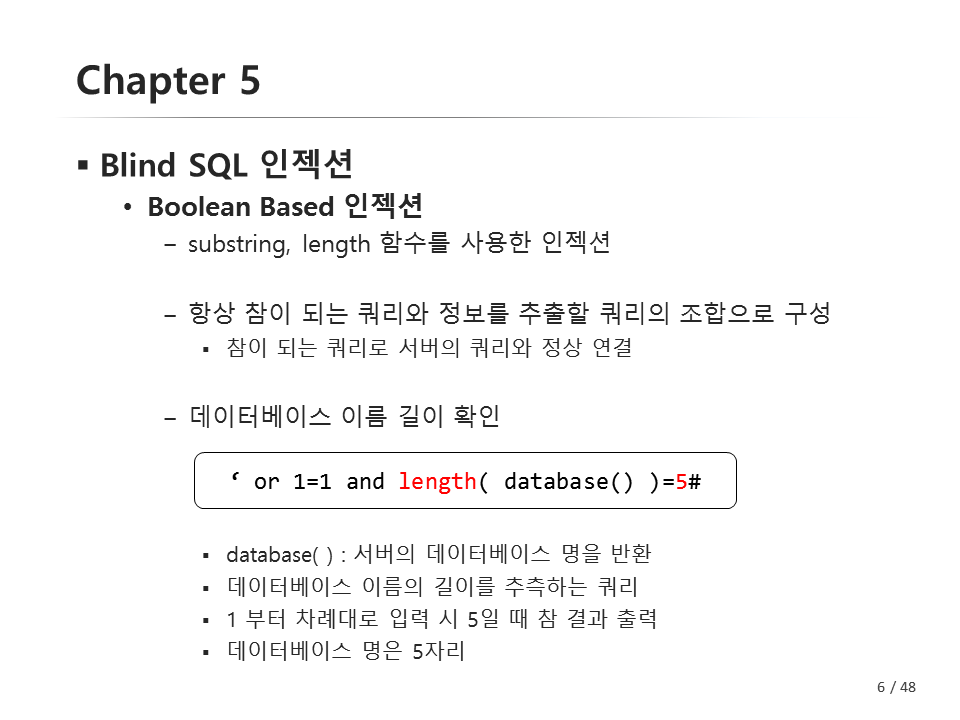 Chapter 5
▪ Blind SQL 인젝션
• Boolean Based 인젝션
– substring, length 함수를 사용한 인젝션
– 항상 참이 되는 쿼리와 정보를 추출할 쿼리의 조합으로 구성
▪ 참이 되는 쿼리로 서버의 쿼리와 정상 연결
– 데이터베이스 이름 길이 확인
‘ or 1=1 and length( database() )=5#
▪ database( ) : 서버의 데이터베이스 명을 반환
▪ 데이터베이스 이름의 길이를 추측하는 쿼리
▪ 1 부터 차례대로 입력 시 5일 때 참 결과 출력
▪ 데이터베이스 명은 5자리
6 / 48